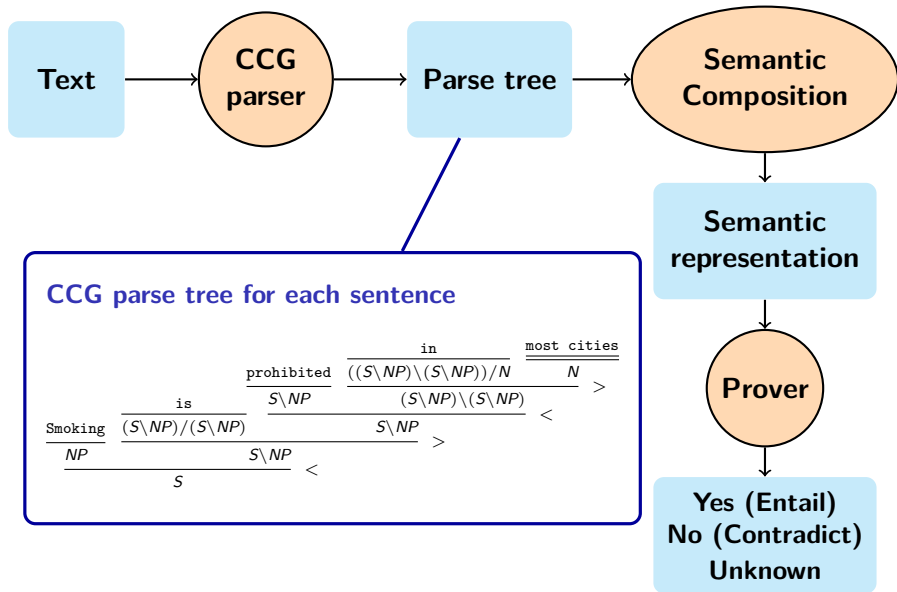 Text
CCG
parser
Parse tree
Semantic
Composition
Semantic
representation
Prover
Yes (Entail)
No (Contradict)
Unknown
CCG parse tree for each sentence
in most cities
prohibited ((S\NP)\(S\NP))/N N >
is S\NP (S\NP)\(S\NP) <
Smoking (S\NP)/(S\NP) S\NP >
NP S\NP <
S